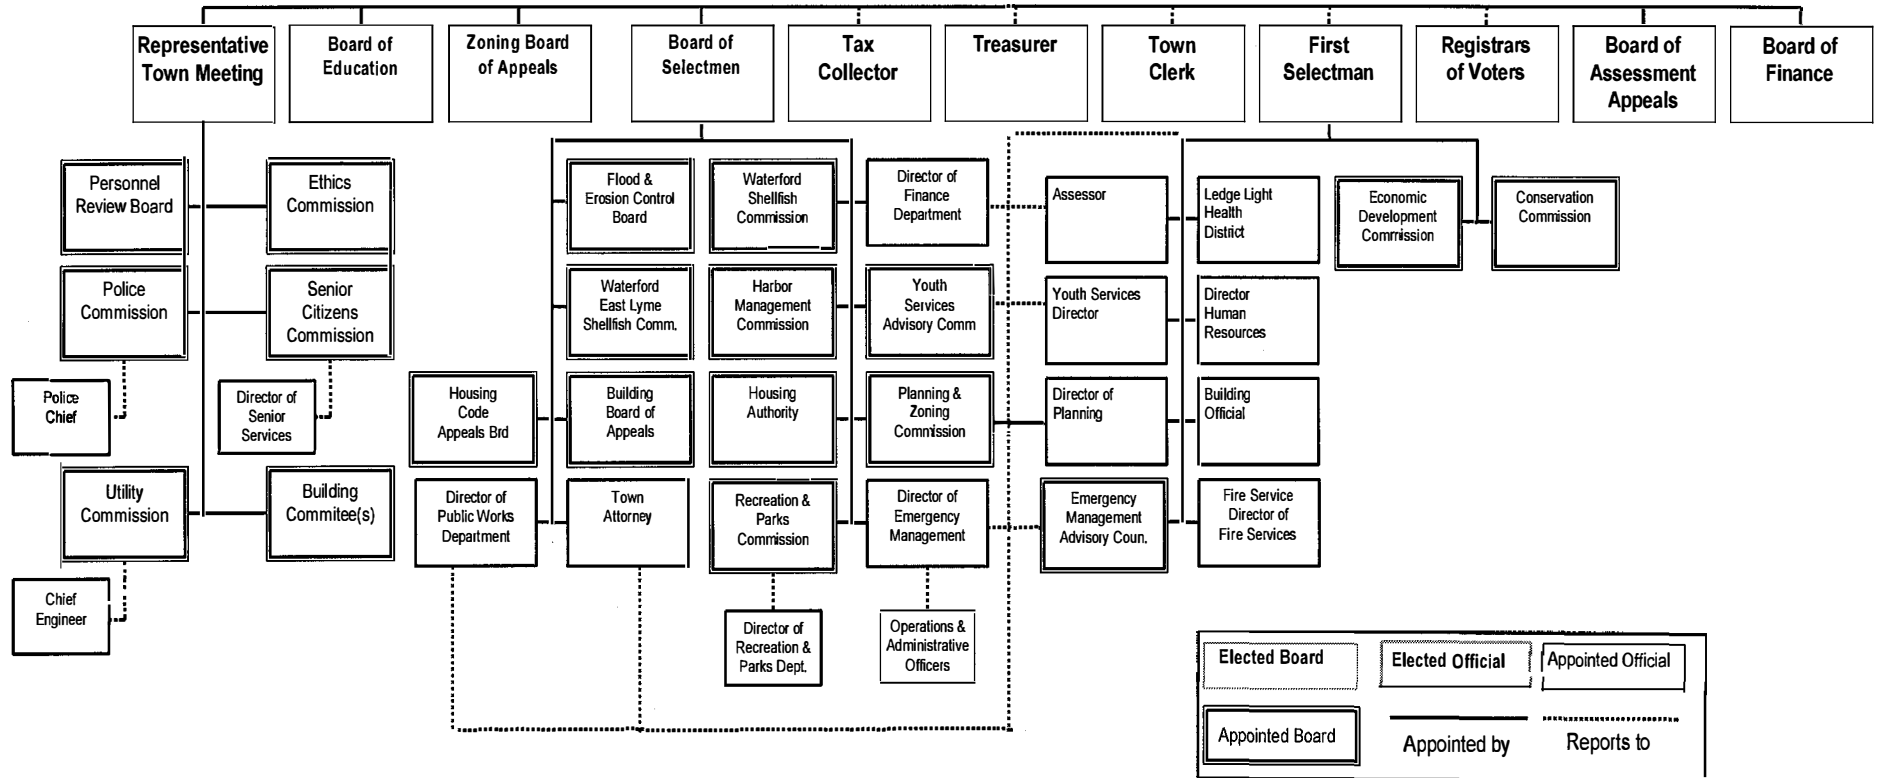 Representative
Town Meeting
Board of
Education
Zoning Board
of Appeals
Board of
Selectmen
Tax
Collector
Treasurer
Town
Clerk
First
Selectman
Registrars
of Voters
Board of
Assessment
Appeals
Board of
Finance
Personnel
Review Board
Ethics
Commission
Police
Commission
Senior
Citizens
Commission
Police
Chief
Director of
Senior
Services
Utility
Commission
Building
Commitee(s)
Chief
Engineer
Flood &
Erosion Control
Board
Waterford
Shellfish
Commission
Director of
Finance
Department
Waterford
East Lyme
Shellfish Comm.
Harbor
Management
Commission
Youth
Services
Advisory Comm
Housing
Code
Appeals Brd
Building
Board of
Appeals
Housing
Authority
Planning &
Zoning
Commission
Director of
Public Works
Department
Town
Attorney
Recreation &
Parks
Commission
Director of
Emergency
Management
Director of
Recreation &
Parks Dept.
Operations &
Administrative
Officers
Assessor
Ledge Light
Health
District
Economic
Development
Commission
Conservation
Commission
Youth Services
Director
Director
Human
Resources
Director of
Planning
Building
Official
Emergency
Management
Advisory Coun.
Fire Service
Director of
Fire Services
Elected Board
Elected Official
Appointed Official
Appointed Board
Appointed by
Reports to